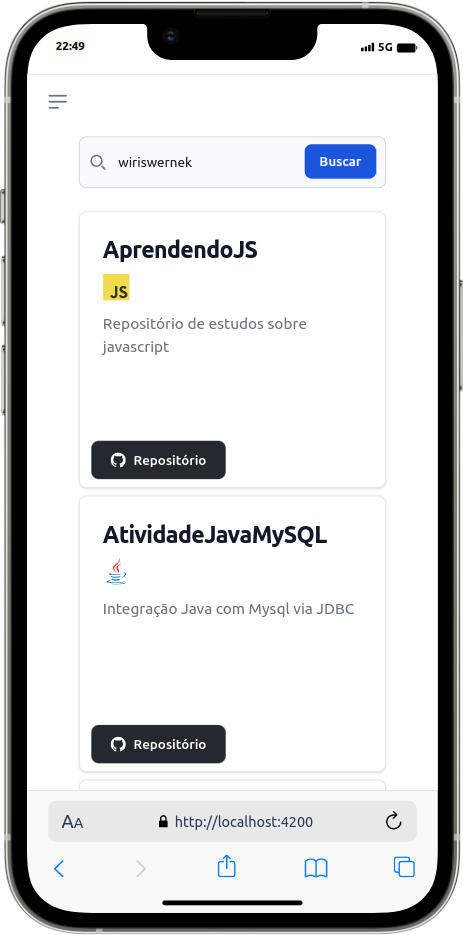 22:49
5G
wiriswernek
Buscar
AprendendoJS
JS
Repositório de estudos sobre
javascript
Repositório
AtividadeJavaMySQL
Integração Java com Mysql via JDBC
Repositório
AA
http://localhost:4200